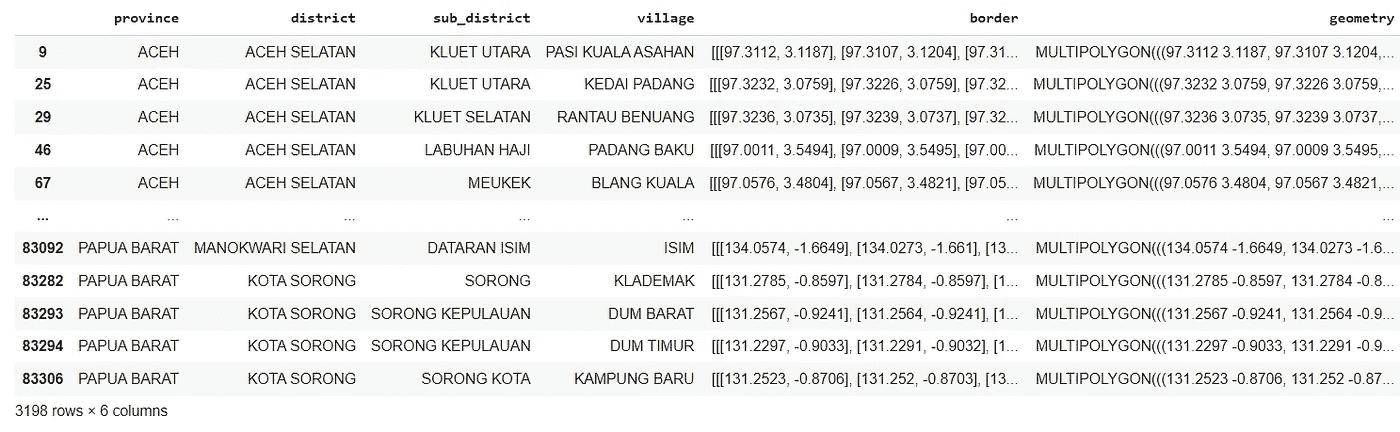 province district sub_district village border geometry
9 ACEH ACEH SELATAN KLUET UTARA PASI KUALA ASAHAN [[[97.3112, 3.1187], [97.3107, 3.1204], [97.31... MULTIPOLYGON(((97.3112 3.1187, 97.3107 3.1204,...
25 ACEH ACEH SELATAN KLUET UTARA KEDAI PADANG [[[97.3232, 3.0759], [97.3226, 3.0759], [97.32... MULTIPOLYGON(((97.3232 3.0759, 97.3226 3.0759,...
29 ACEH ACEH SELATAN KLUET SELATAN RANTAU BENUANG [[[97.3236, 3.0735], [97.3239, 3.0737], [97.32... MULTIPOLYGON(((97.3236 3.0735, 97.3239 3.0737,...
46 ACEH ACEH SELATAN LABUHAN HAJI PADANG BAKU [[[97.0011, 3.5494], [97.0009, 3.5495], [97.00... MULTIPOLYGON(((97.0011 3.5494, 97.0009 3.5495,...
67 ACEH ACEH SELATAN MEUKEK BLANG KUALA [[[97.0576, 3.4804], [97.0567, 3.4821], [97.05... MULTIPOLYGON(((97.0576 3.4804, 97.0567 3.4821,...
... ... ... ... ... ... ...
83092 PAPUA BARAT MANOKWARI SELATAN DATARAN ISIM ISIM [[[134.0574, -1.6649], [134.0273, -1.661], [13... MULTIPOLYGON(((134.0574 -1.6649, 134.0273 -1.6...
83282 PAPUA BARAT KOTA SORONG SORONG KLADEMAK [[[131.2785, -0.8597], [131.2784, -0.8597], [1... MULTIPOLYGON(((131.2785 -0.8597, 131.2784 -0.8...
83293 PAPUA BARAT KOTA SORONG SORONG KEPULAUAN DUM BARAT [[[131.2567, -0.9241], [131.2564, -0.9241], [1... MULTIPOLYGON(((131.2567 -0.9241, 131.2564 -0.9...
83294 PAPUA BARAT KOTA SORONG SORONG KEPULAUAN DUM TIMUR [[[131.2297, -0.9033], [131.2291, -0.9032], [1... MULTIPOLYGON(((131.2297 -0.9033, 131.2291 -0.9...
83306 PAPUA BARAT KOTA SORONG SORONG KOTA KAMPUNG BARU [[[131.2523, -0.8706], [131.252, -0.8703], [13... MULTIPOLYGON(((131.2523 -0.8706, 131.252 -0.87...
3198 rows × 6 columns